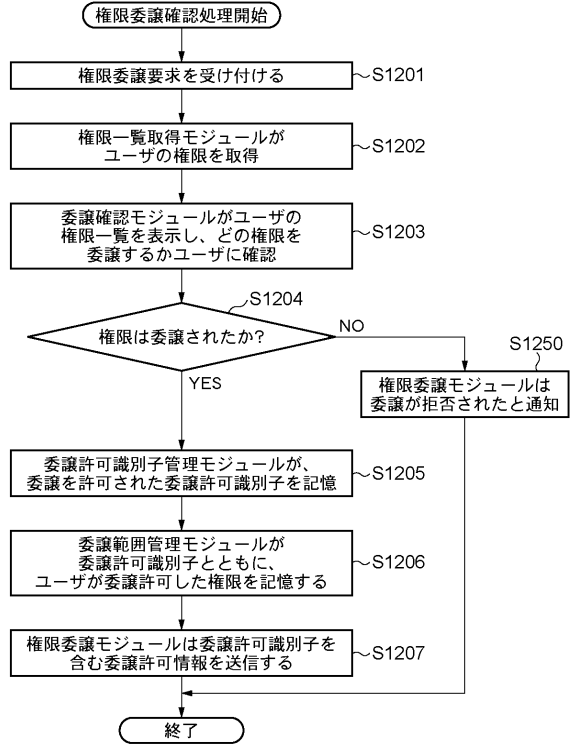 権限委譲確認処理開始
権限委譲要求を受け付ける
S1201
権限一覧取得モジュールが
ユーザの権限を取得
S1202
委譲確認モジュールがユーザの
権限一覧を表示し、どの権限を
委譲するかユーザに確認
S1203
S1204
権限は委譲されたか?
NO
YES
S1250
権限委譲モジュールは
委譲が拒否されたと通知
委譲許可識別子管理モジュールが、
委譲を許可された委譲許可識別子を記憶
S1205
委譲範囲管理モジュールが
委譲許可識別子とともに、
ユーザが委譲許可した権限を記憶する
S1206
権限委譲モジュールは委譲許可識別子を
含む委譲許可情報を送信する
S1207
終了